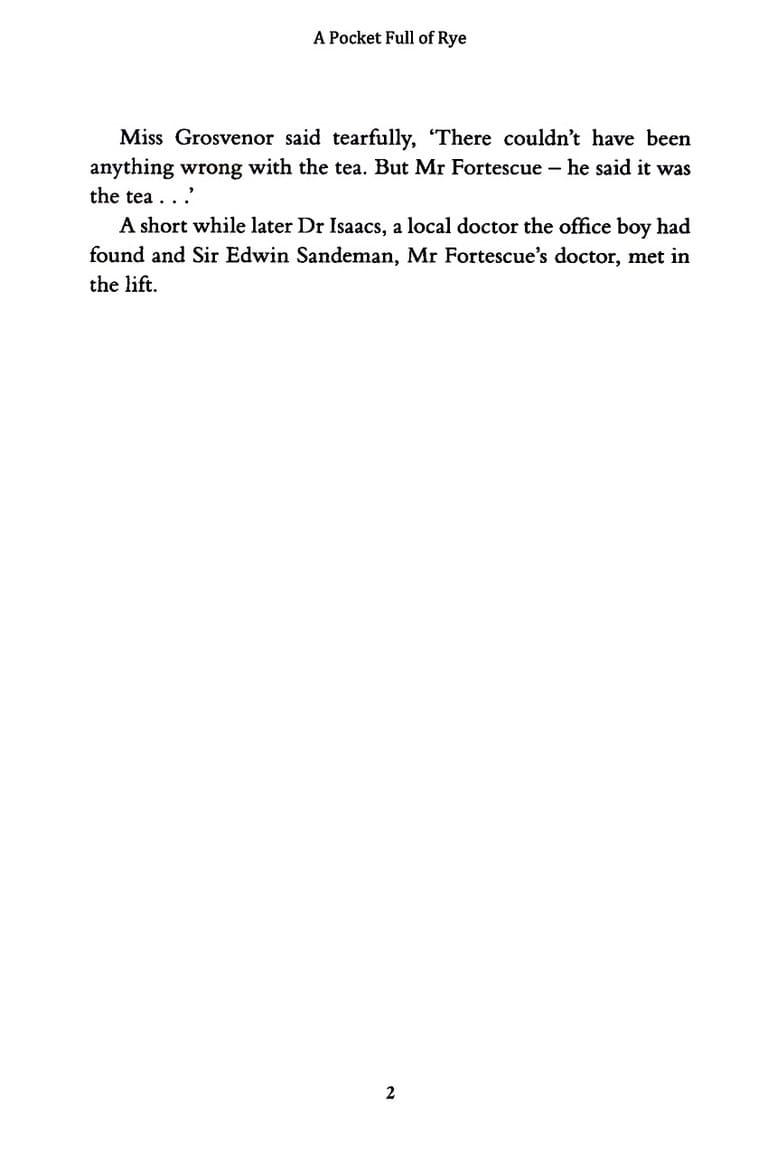 A Pocket Full of Rye
Miss Grosvenor said tearfully, ‘There couldn’t have been
anything wrong with the tea. But Mr Fortescue – he said it was
the tea . . .’
A short while later Dr Isaacs, a local doctor the office boy had
found and Sir Edwin Sandeman, Mr Fortescue’s doctor, met in
the lift.
2